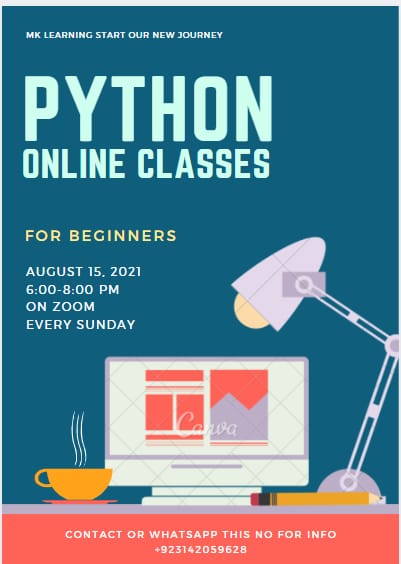 MK LEARNING START OUR NEW JOURNEY
PYTHON
ONLINE CLASSES
FOR BEGINNERS
AUGUST 15, 2021
6:00-8:00 PM
ON ZOOM
EVERY SUNDAY
Canva
CONTACT OR WHATSAPP THIS NO FOR INFO
+923142059628